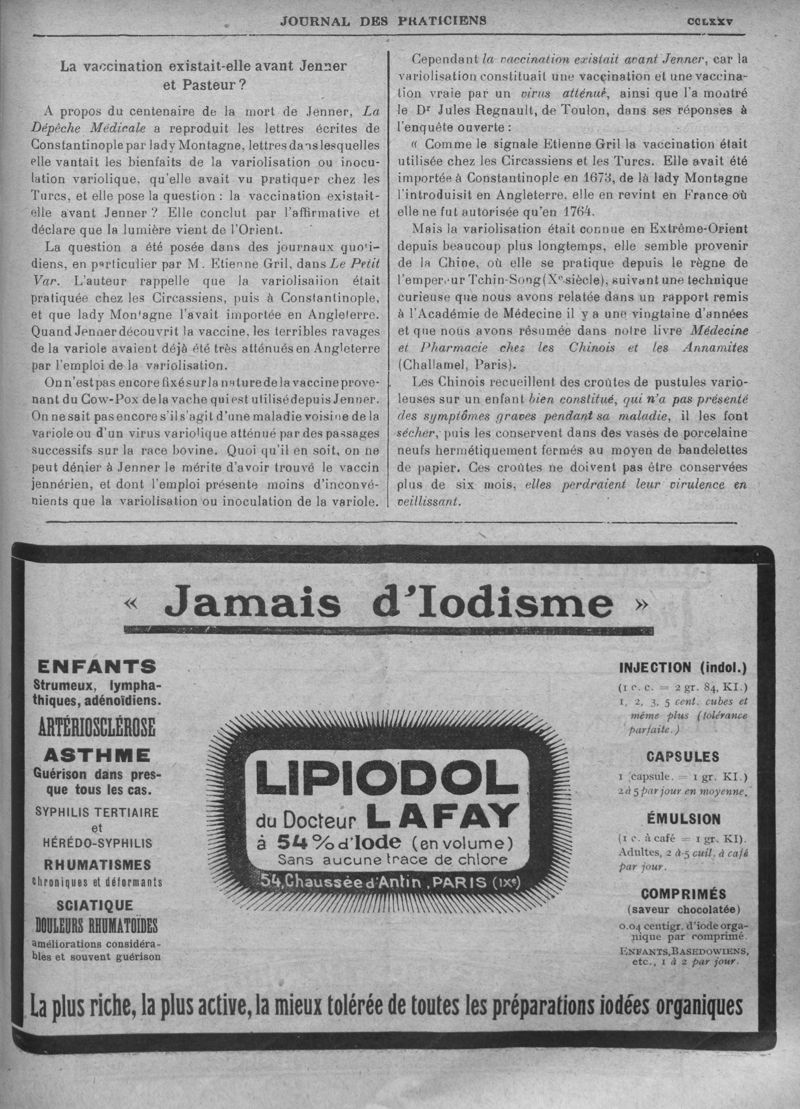 JOURNAL DES PRATICIENS
CCLXXV
La vaccination existait-elle avant Jenner
et Pasteur ?
A propos du centenaire de la mort de Jenner, La
Dépêche Médicale a reproduit les lettres écrites de
Constantinople par lady Montagne, lettres dans lesquelles
elle vantait les bienfaits de la variolisation ou inocu-
lation variolique, qu'elle avait vu pratiquer chez les
Turcs, et elle pose la question : la vaccination existait-
elle avant Jenner ? Elle conclut par l'affirmative et
déclare que la lumière vient de l'Orient.
La question a été posée dans des journaux quoti-
diens, en particulier par M. Etienne Gril, dans Le Petit
Var. L'auteur rappelle que la variolisaiion était
pratiquée chez les Circassiens, puis à Constantinople,
et que lady Montagne l'avait importée en Angleterre.
Quand Jenner découvrit la vaccine, les terribles ravages
de la variole avaient déjà été très atténués en Angleterre
par l'emploi de la variolisation.
On n'est pas encore fixé sur la nature de la vaccine prove-
nant du Cow-Pox de la vache qui est utilisé depuis Jenner.
On ne sait pas encore s'il s'agit d'une maladie voisine de la
variole ou d'un virus variolique atténué par des passages
successifs sur la race bovine. Quoi qu'il en soit, on ne
peut dénier à Jenner le mérite d'avoir trouvé le vaccin
jennérien, et dont l'emploi présente moins d'inconvé-
nients que la variolisation ou inoculation de la variole.
Cependant la vaccination existait avant Jenner, car la
variolisation constituait une vaccination et une vaccina-
tion vraie par un virus atténué, ainsi que l'a montré
le Dr Jules Regnault, de Toulon, dans ses réponses à
l'enquête ouverte :
« Comme le signale Etienne Gril la vaccination était
utilisée chez les Circassiens et les Turcs. Elle avait été
importée à Constantinople en 1673, de là lady Montagne
l'introduisit en Angleterre, elle en revint en France où
elle ne fut autorisée qu'en 1764.
Mais la variolisation était connue en Extrême-Orient
depuis beaucoup plus longtemps, elle semble provenir
de la Chine, où elle se pratique depuis le règne de
l'empereur Tchin-Song (Xe siècle), suivant une technique
curieuse que nous avons relatée dans un rapport remis
à l'Académie de Médecine il y a une vingtaine d'années
et que nous avons résumée dans notre livre Médecine
et Pharmacie chez les Chinois et les Annamites
(Challamel, Paris).
Les Chinois recueillent des croûtes de pustules vario-
leuses sur un enfant bien constitué, qui n'a pas présenté
des symptômes graves pendant sa maladie, il les font
sécher, puis les conservent dans des vases de porcelaine
neufs hermétiquement fermés au moyen de bandelettes
de papier. Ces croûtes ne doivent pas être conservées
plus de six mois, elles perdraient leur virulence en
veillissant.
« Jamais d'Iodisme »
ENFANTS
Strumeux, lympha-
thiques, adénoïdiens.
ARTÉRIOSCLÉROSE
ASTHME
Guérison dans pres-
que tous les cas.
SYPHILIS TERTIAIRE
et
HÉRÉDO-SYPHILIS
RHUMATISMES
chroniques et déformants
SCIATIQUE
DOULEURS RHUMATOÏDES
améliorations considéra-
bles et souvent guérison
LIPIODOL
du Docteur LAFAY
à 54 % d'Iode (en volume)
Sans aucune trace de chlore
54, Chaussée d'Antin, PARIS (IXe)
INJECTION (indol.)
(1 c. c. = 2 gr. 84, KI.)
1, 2, 3, 5 cent. cubes et
même plus (tolérance
parfaite.)
CAPSULES
1 capsule. = 1 gr. KI.)
2 à 5 par jour en moyenne.
ÉMULSION
(1 c. à café = 1 gr. KI).
Adultes, 2 à 5 cuil. à café
par jour.
COMPRIMÉS
(saveur chocolatée)
0.04 centigr. d'iode orga-
nique par comprimé.
ENFANTS, BASEDOWIENS,
etc., 1 à 2 par jour.
La plus riche, la plus active, la mieux tolérée de toutes les préparations iodées organiques